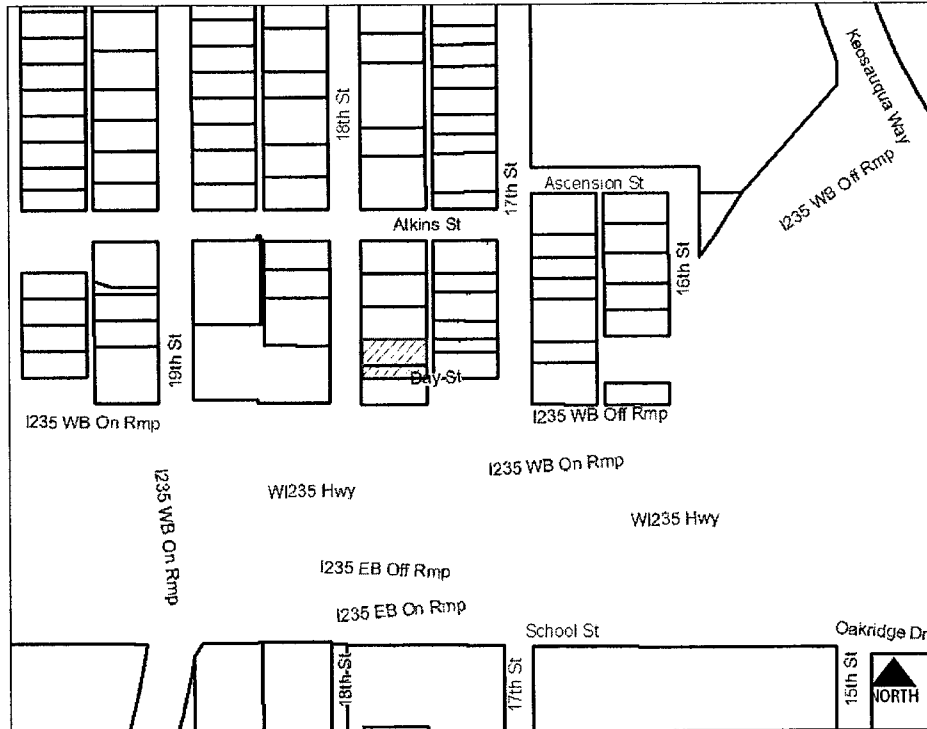 Keosauqua Way
18th St
17th St
Ascension St
I235 WB Off Rmp
Atkins St
16th St
19th St
Day St
I235 WB On Rmp
I235 WB Off Rmp
I235 WB On Rmp
I235 WB On Rmp
WI235 Hwy
WI235 Hwy
I235 EB Off Rmp
I235 EB On Rmp
School St
Oakridge Dr
18th St
17th St
15th St
NORTH